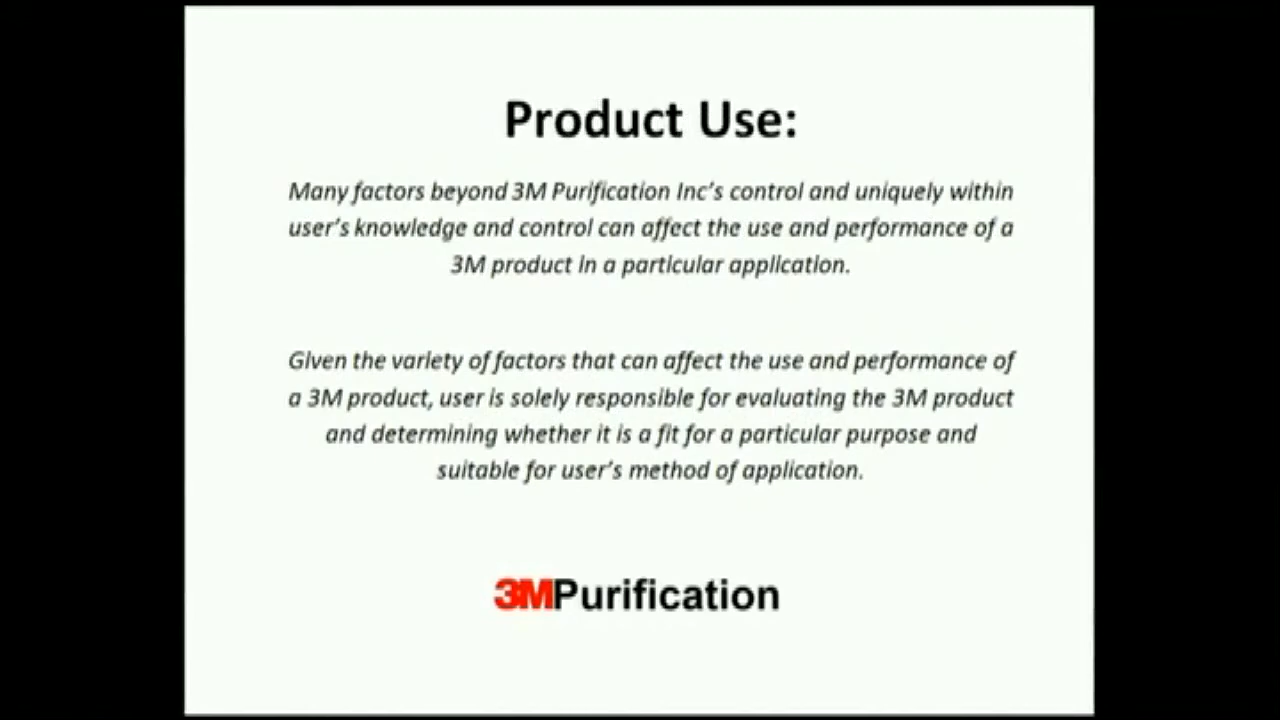 Product Use:
Many factors beyond 3M Purification Inc's control and uniquely within
user's knowledge and control can affect the use and performance of a
3M product in a particular application.
Given the variety of factors that can affect the use and performance of
a 3M product, user is solely responsible for evaluating the 3M product
and determining whether it is a fit for a particular purpose and
suitable for user's method of application.
3MPurification